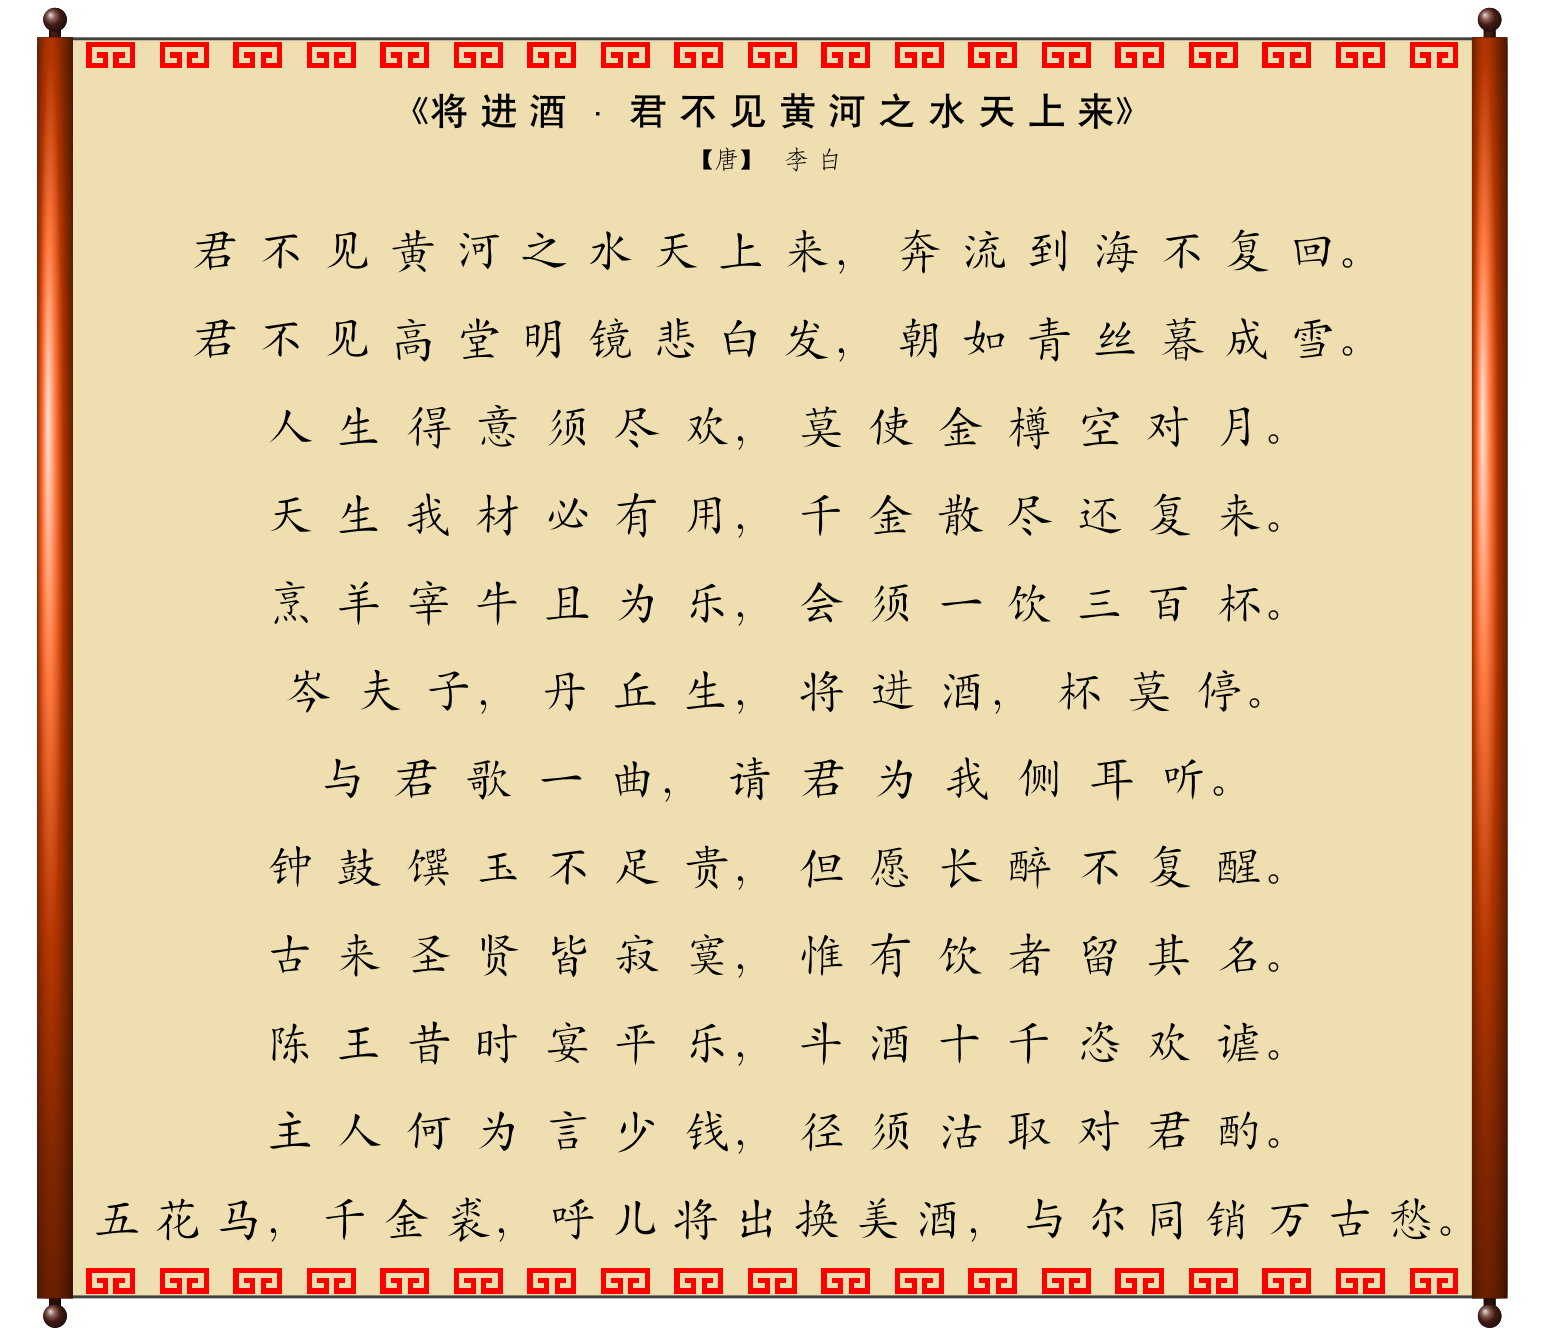 《将进酒·君不见黄河之水天上来》
【唐】 李白
君不见黄河之水天上来，奔流到海不复回。
君不见高堂明镜悲白发，朝如青丝暮成雪。
人生得意须尽欢，莫使金樽空对月。
天生我材必有用，千金散尽还复来。
烹羊宰牛且为乐，会须一饮三百杯。
岑夫子，丹丘生，将进酒，杯莫停。
与君歌一曲，请君为我侧耳听。
钟鼓馔玉不足贵，但愿长醉不复醒。
古来圣贤皆寂寞，惟有饮者留其名。
陈王昔时宴平乐，斗酒十千恣欢谑。
主人何为言少钱，径须沽取对君酌。
五花马，千金裘，呼儿将出换美酒，与尔同销万古愁。